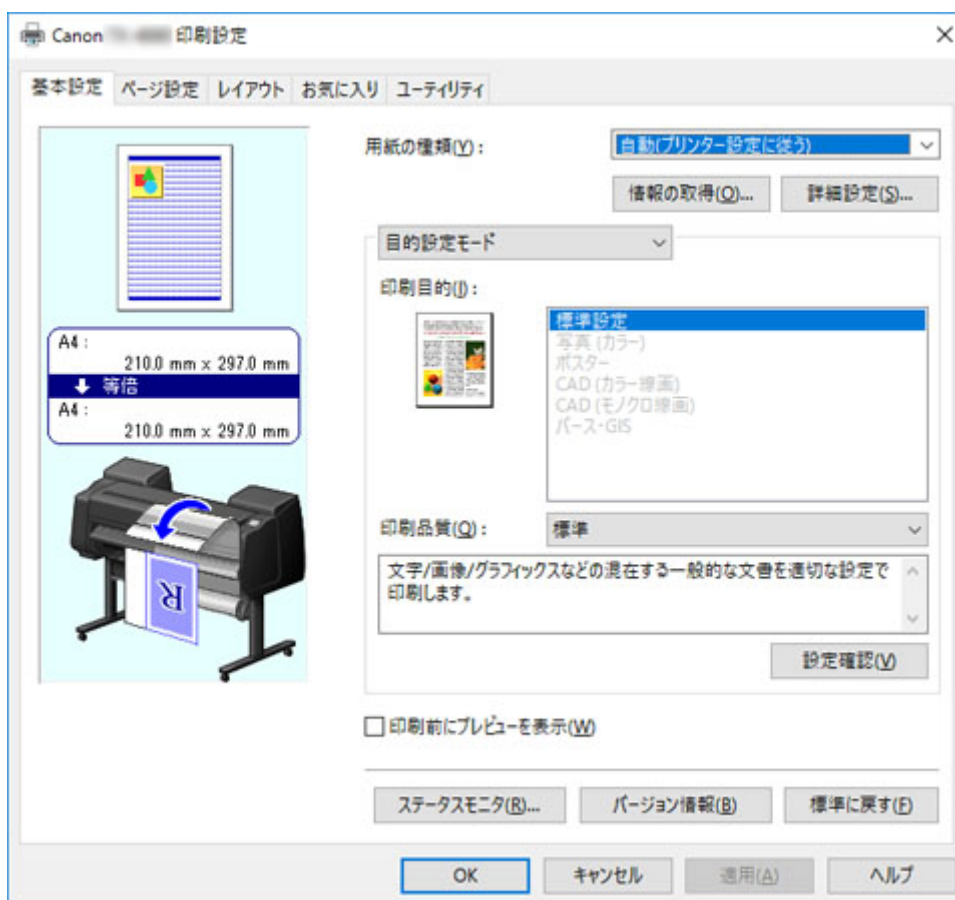 Canon 印刷設定
基本設定 ページ設定 レイアウト お気に入り ユーティリティ
用紙の種類(Y)：
自動(プリンター設定に従う)
情報の取得(O)... 詳細設定(S)...
目的設定モード
印刷目的(I)：
標準設定
写真 (カラー)
ポスター
CAD (カラー線画)
CAD (モノクロ線画)
パース・GIS
A4：
210.0 mm x 297.0 mm
等倍
A4：
210.0 mm x 297.0 mm
R
印刷品質(Q)： 標準
文字/画像/グラフィックスなどの混在する一般的な文書を適切な設定で
印刷します。
設定確認(V)
印刷前にプレビューを表示(W)
ステータスモニタ(R)... バージョン情報(B) 標準に戻す(F)
OK キャンセル 適用(A) ヘルプ